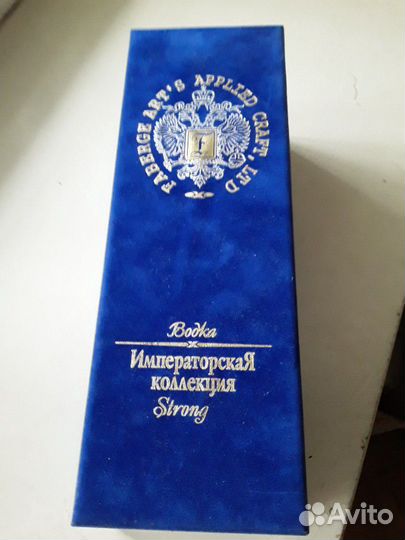 FABERGE ART'S APPLIED CRAFT, LTD
f
Водка
ИмператорскаЯ
коллекция
Strong
Avito